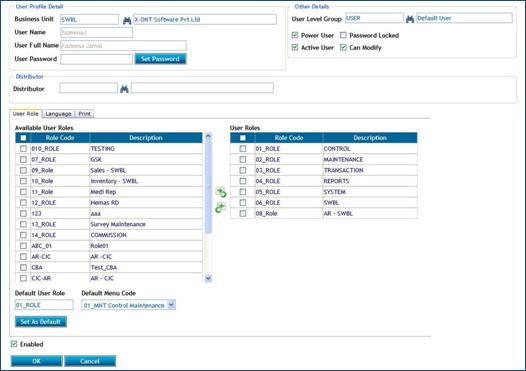 User Profile Detail
Business Unit SWBL X-ONT Software Pvt Ltd
User Name fazeenaJ
User Full Name Fazeena Jamal
User Password Set Password
Other Details
User Level Group USER Default User
Power User Password Locked
Active User Can Modify
Distributor
Distributor
User Role Language Print
Available User Roles
Role Code Description
010_ROLE TESTING
07_ROLE GSK
09_Role Sales - SWBL
10_Role Inventory - SWBL
11_Role Medi Rep
12_Role Hemas RD
123 aaa
13_ROLE Survey Maintenance
14_ROLE COMMISSION
ABC_01 Role01
AR-CIC AR -CIC
CBA Test_CBA
CIC-AR AR - CIC
User Roles
Role Code Description
01_ROLE CONTROL
02_ROLE MAINTENANCE
03_ROLE TRANSACTION
04_ROLE REPORTS
05_ROLE SYSTEM
06_ROLE SWBL
08_Role AR - SWBL
Default User Role Default Menu Code
01_ROLE 01_MNT Control Maintenance
Set As Default
Enabled
OK Cancel